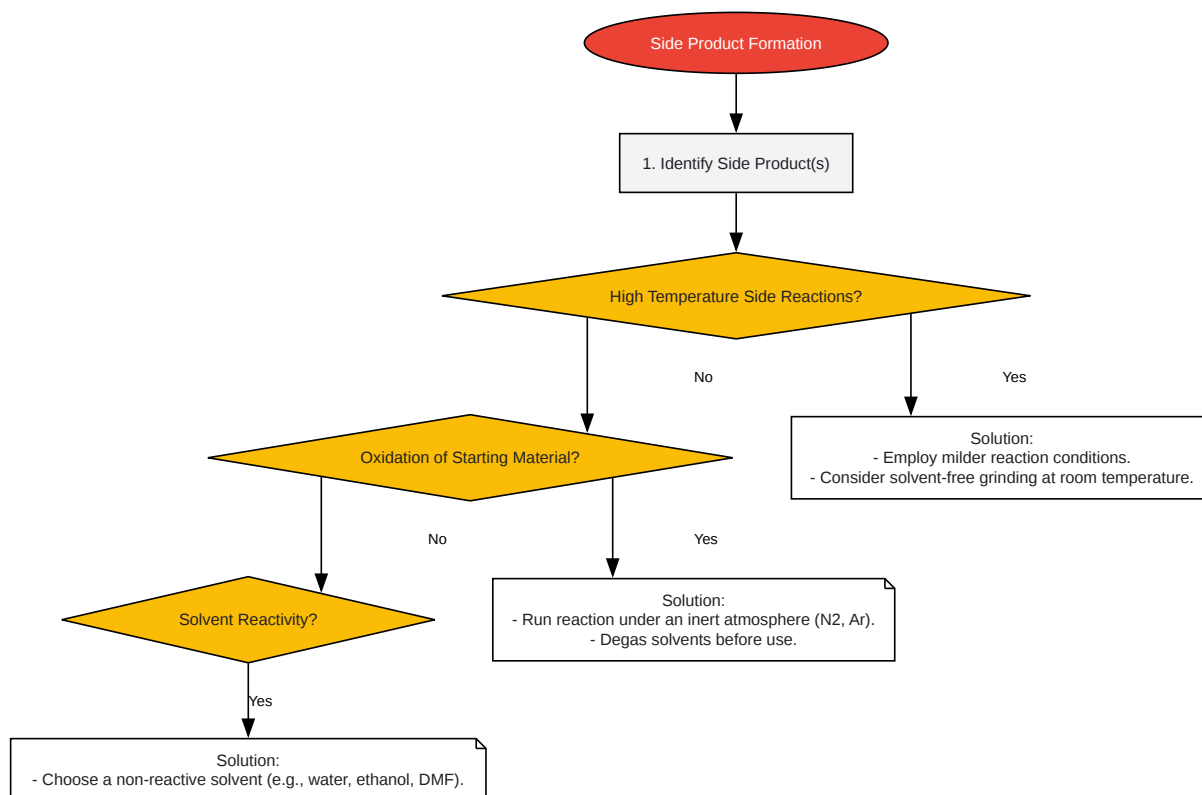 Side Product Formation
1. Identify Side Product(s)
High Temperature Side Reactions?
No
Yes
Solution:
- Employ milder reaction conditions.
- Consider solvent-free grinding at room temperature.
Oxidation of Starting Material?
No
Yes
Solution:
- Run reaction under an inert atmosphere (N2, Ar).
- Degas solvents before use.
Solvent Reactivity?
Yes
Solution:
- Choose a non-reactive solvent (e.g., water, ethanol, DMF).